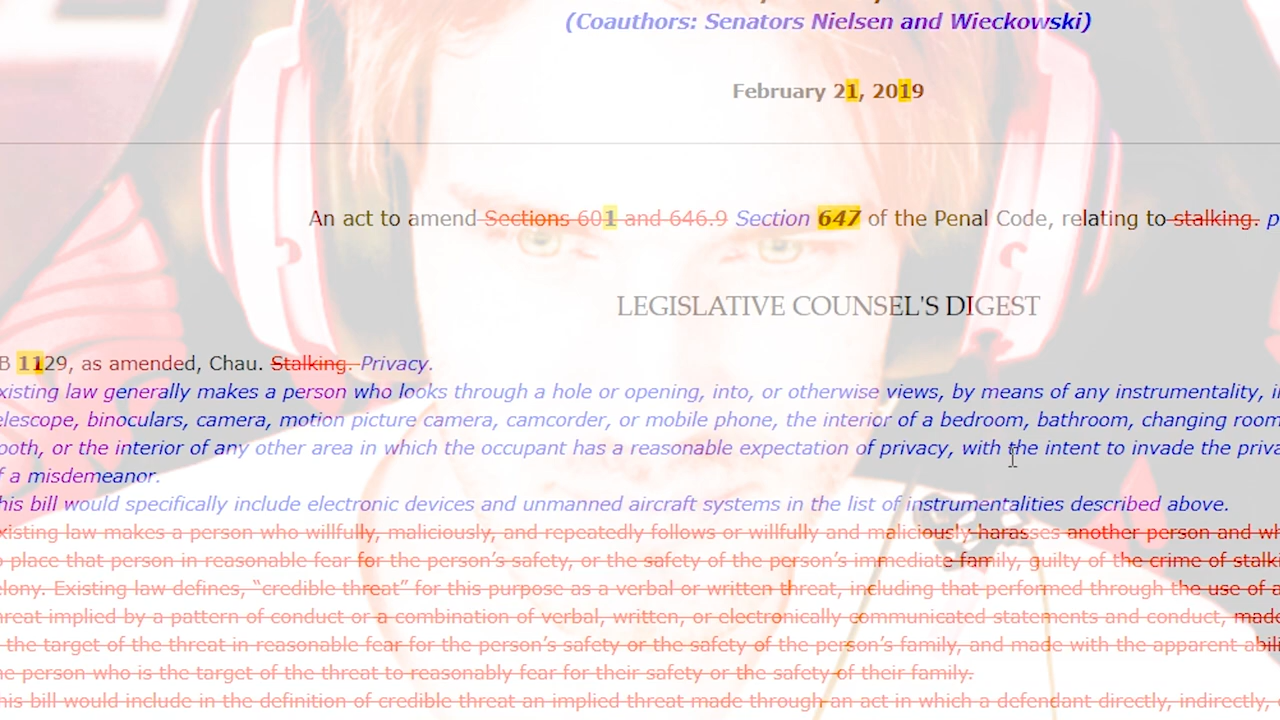 (Coauthors: Senators Nielsen and Wieckowski)
February 21, 2019
An act to amend Sections 601 and 646.9 Section 647 of the Penal Code, relating to stalking.
LEGISLATIVE COUNSEL'S DIGEST
B 1129, as amended, Chau. Stalking. Privacy.
xisting law generally makes a person who looks through a hole or opening, into, or otherwise views, by means of any instrumentality, i
elescope, binoculars, camera, motion picture camera, camcorder, or mobile phone, the interior of a bedroom, bathroom, changing room
ooth, or the interior of any other area in which the occupant has a reasonable expectation of privacy, with the intent to invade the priva
f a misdemeanor.
his bill would specifically include electronic devices and unmanned aircraft systems in the list of instrumentalities described above.
xisting law makes a person who willfully, maliciously, and repeatedly follows or willfully and maliciously harasses another person and wh
o place that person in reasonable fear for the person's safety, or the safety of the person's immediate family, guilty of the crime of stalki
elony. Existing law defines, “credible threat” for this purpose as a verbal or written threat, including that performed through the use of a
hreat implied by a pattern of conduct or a combination of verbal, written, or electronically communicated statements and conduct, made
the target of the threat in reasonable fear for the person's safety or the safety of the person's family, and made with the apparent abili
he person who is the target of the threat to reasonably fear for their safety or the safety of their family.
his bill would include in the definition of credible threat an implied threat made through an act in which a defendant directly, indirectly,